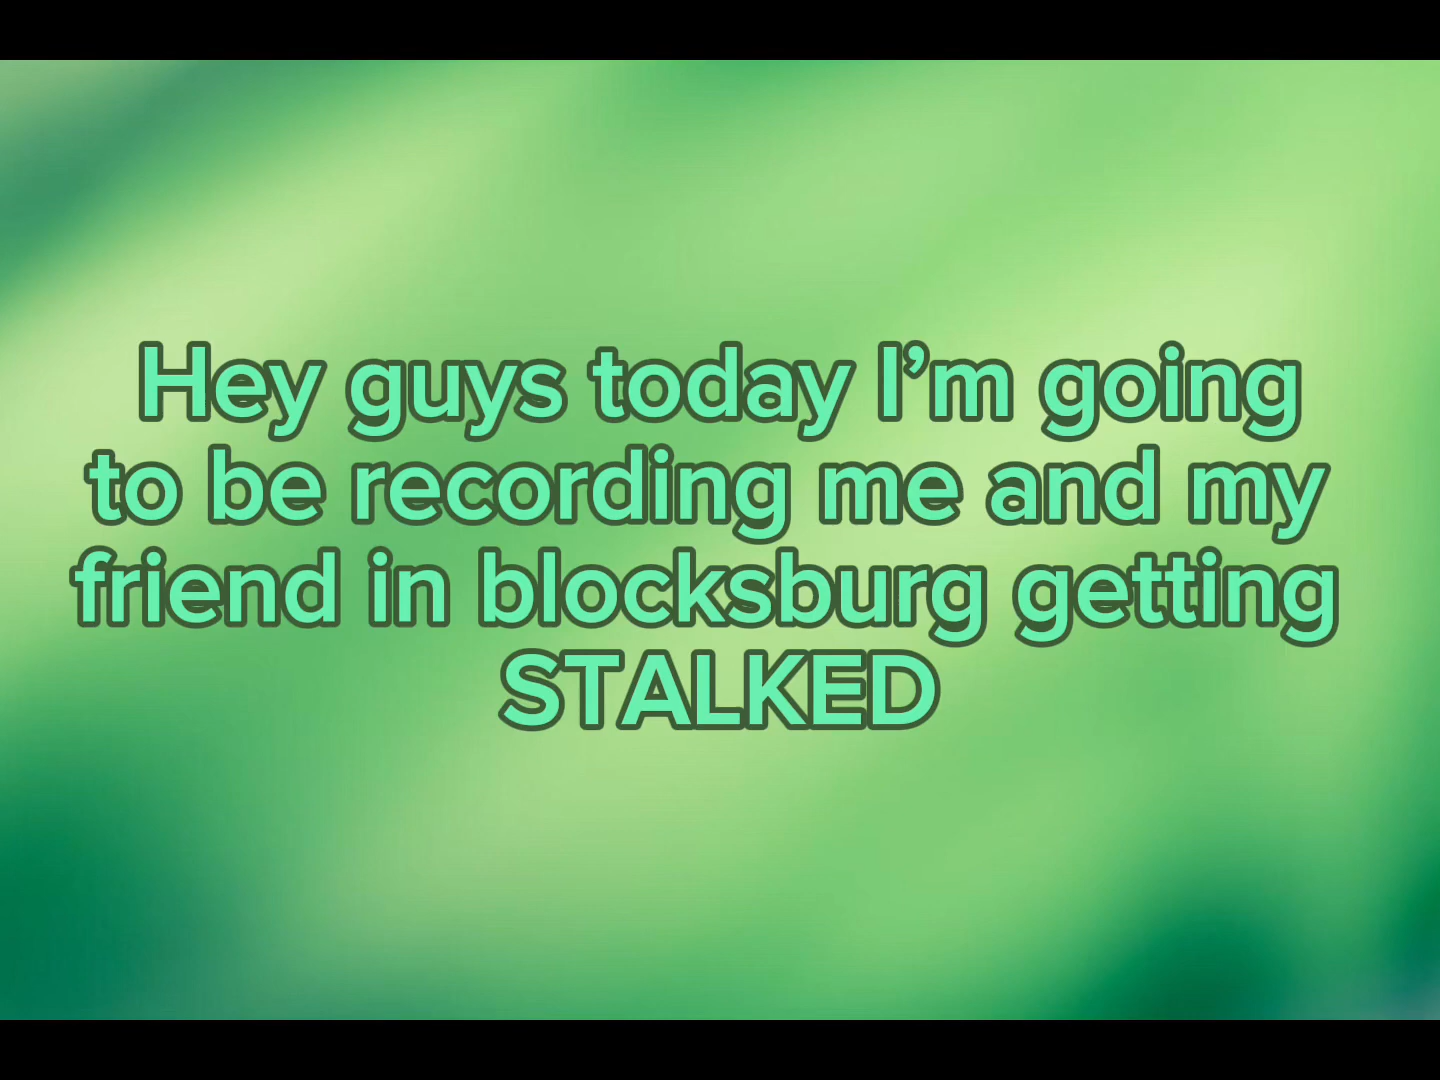 Hey guys today I’m going
to be recording me and my
friend in blocksburg getting
STALKED